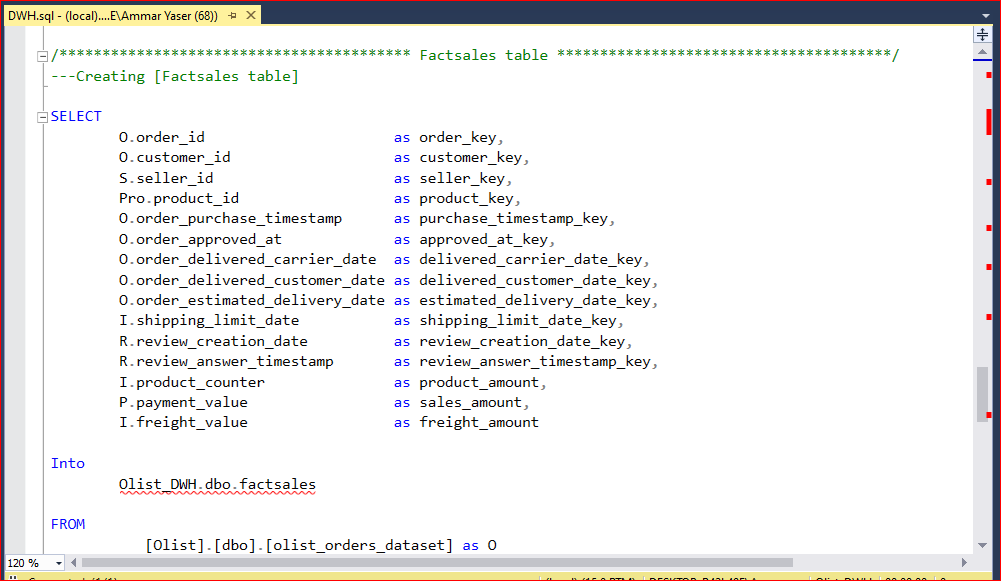 DWH.sql - (local)....E\Ammar Yaser (68))
/***************************************** Factsales table ***************************************/
---Creating [Factsales table]
SELECT
O.order_id as order_key,
O.customer_id as customer_key,
S.seller_id as seller_key,
Pro.product_id as product_key,
O.order_purchase_timestamp as purchase_timestamp_key,
O.order_approved_at as approved_at_key,
O.order_delivered_carrier_date as delivered_carrier_date_key,
O.order_delivered_customer_date as delivered_customer_date_key,
O.order_estimated_delivery_date as estimated_delivery_date_key,
I.shipping_limit_date as shipping_limit_date_key,
R.review_creation_date as review_creation_date_key,
R.review_answer_timestamp as review_answer_timestamp_key,
I.product_counter as product_amount,
P.payment_value as sales_amount,
I.freight_value as freight_amount
Into
Olist_DWH.dbo.factsales
FROM
[Olist].[dbo].[olist_orders_dataset] as O
120 %